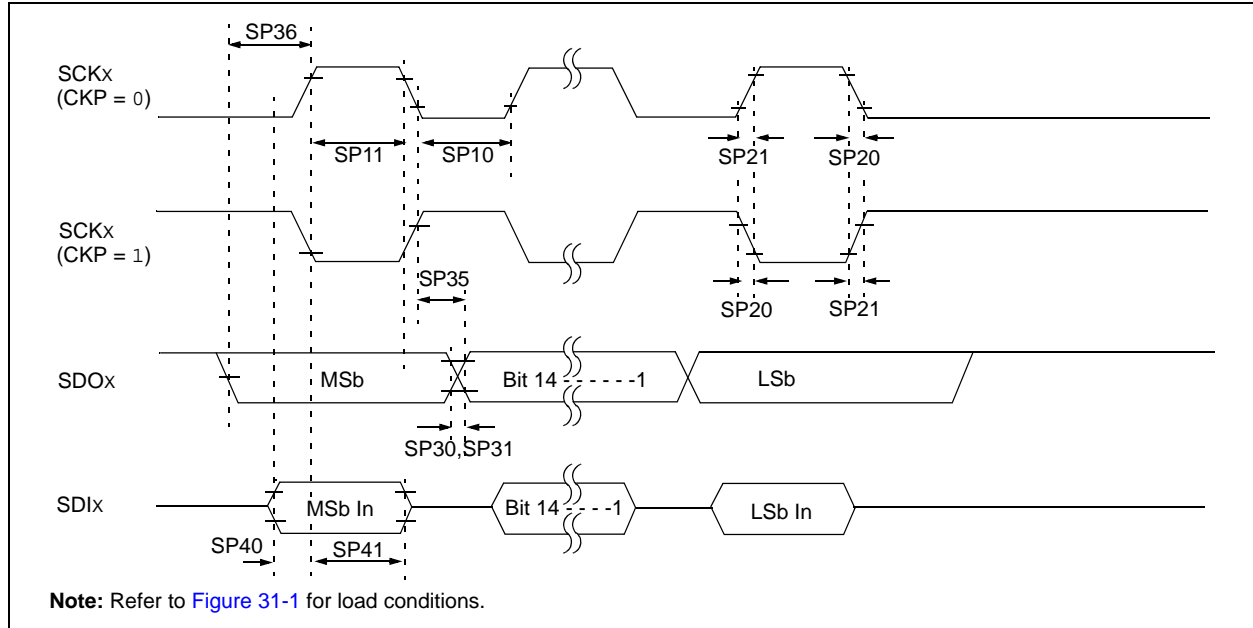 SP36
SCKx
(CKP = 0)
SP11
SP10
SP21
SP20
SCKx
(CKP = 1)
SP35
SP20
SP21
SDOx
MSb
Bit 14 - - - - - -1
LSb
SP30,SP31
SDIx
MSb In
Bit 14 - - - -1
LSb In
SP40
SP41
Note: Refer to Figure 31-1 for load conditions.